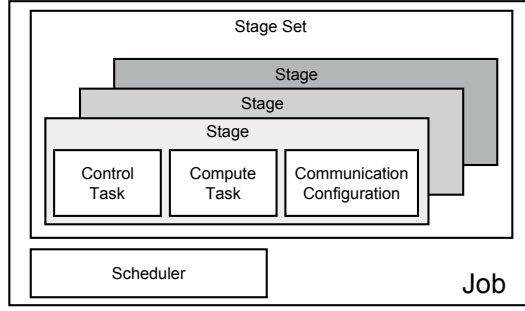 Stage Set
Stage
Stage
Stage
Control
Task
Compute
Task
Communication
Configuration
Scheduler
Job